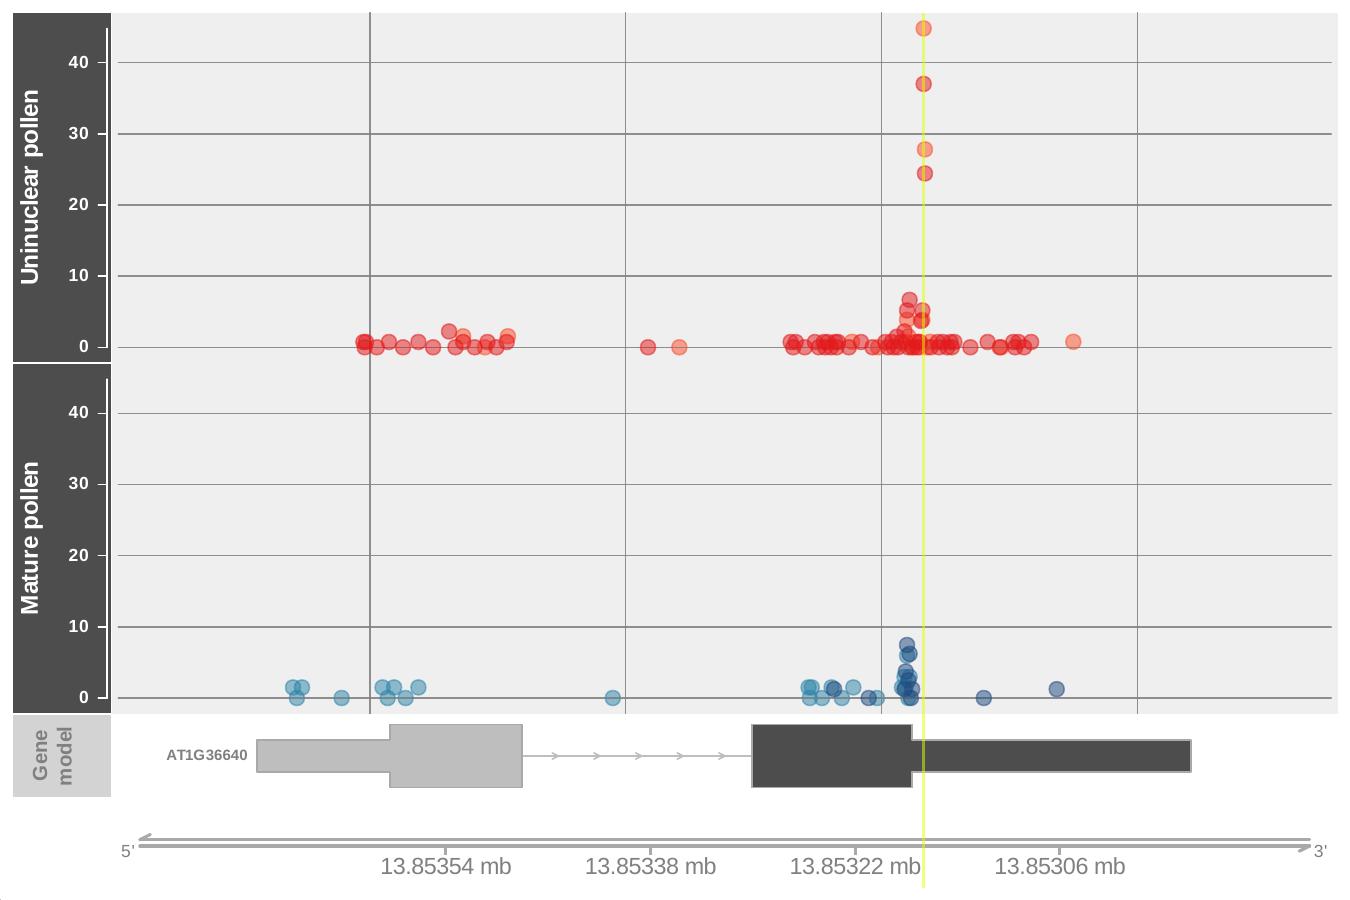 Uninuclear pollen
40
30
20
10
0
Mature pollen
40
30
20
10
0
Gene
model
AT1G36640
5'
3'
13.85354 mb
13.85338 mb
13.85322 mb
13.85306 mb